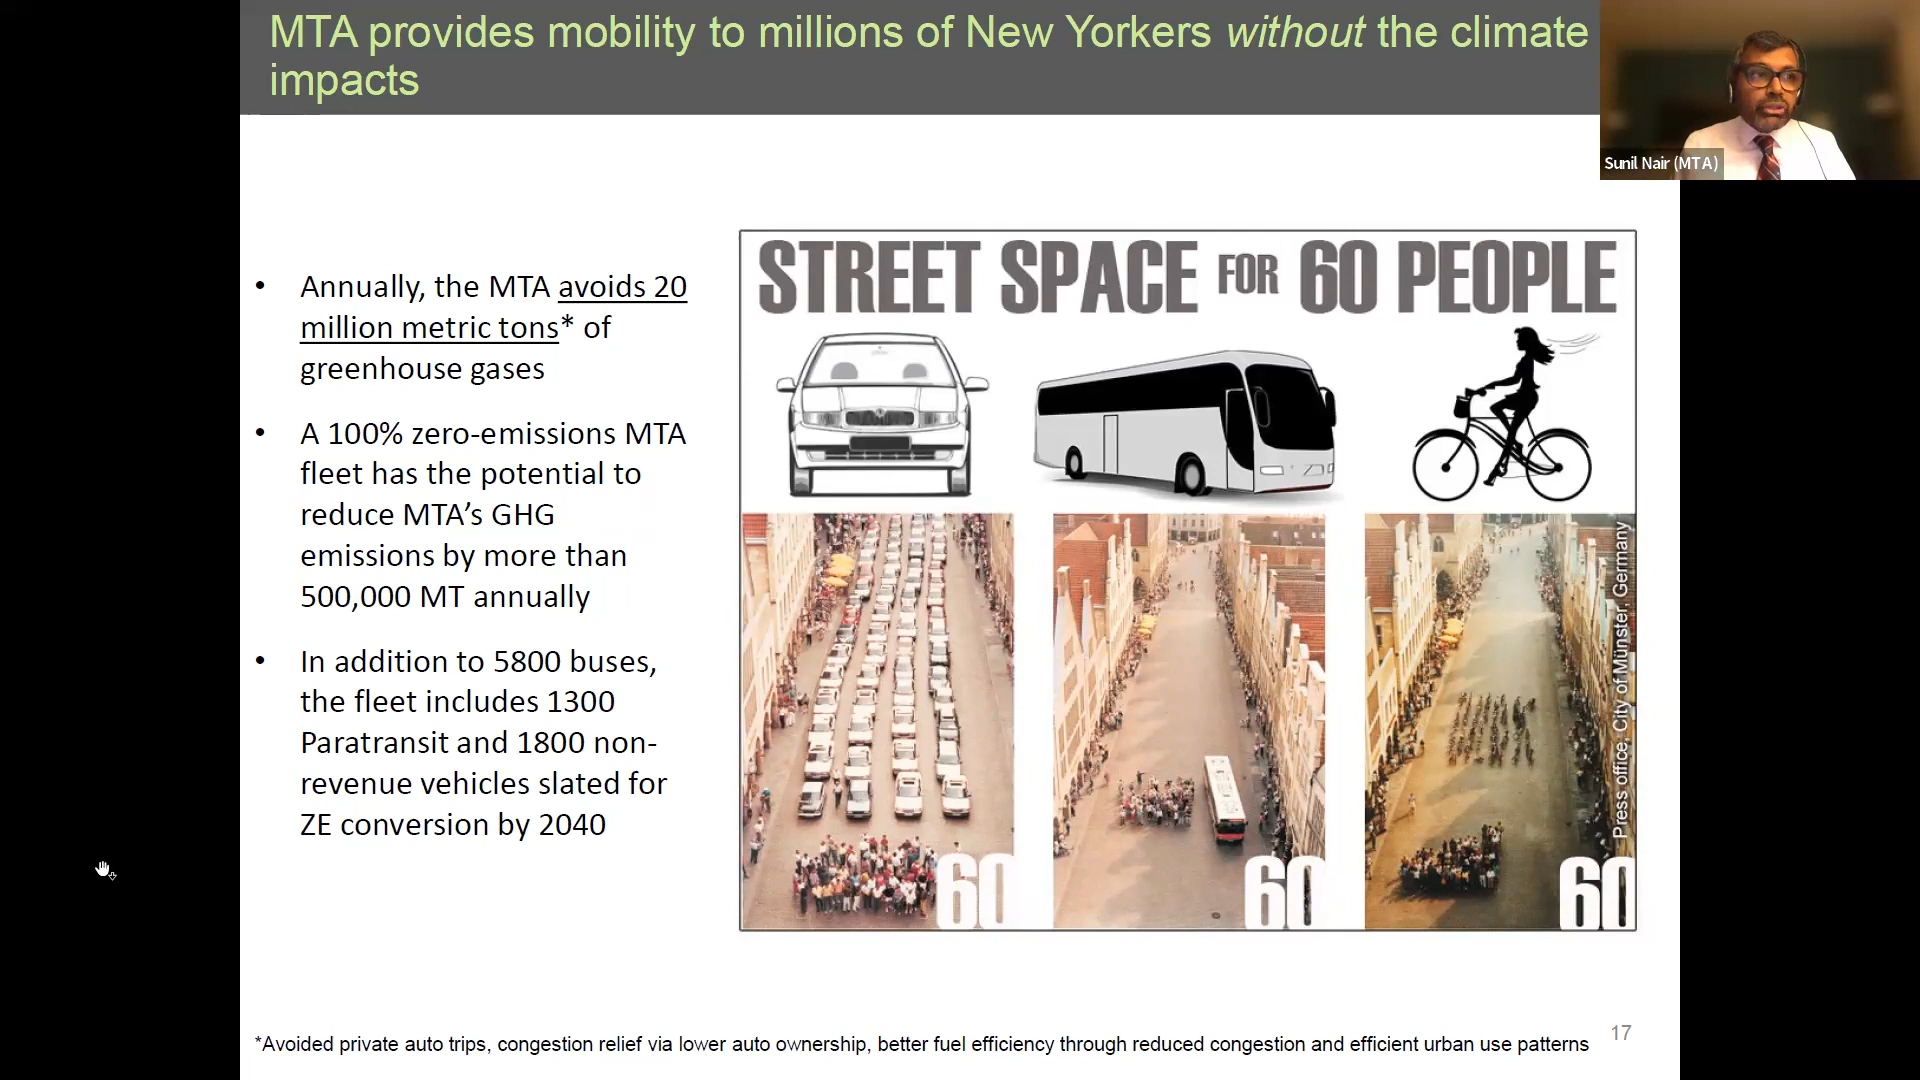 MTA provides mobility to millions of New Yorkers without the climate
impacts
Sunil Nair (MTA)
• Annually, the MTA avoids 20
million metric tons* of
greenhouse gases
• A 100% zero-emissions MTA
fleet has the potential to
reduce MTA’s GHG
emissions by more than
500,000 MT annually
• In addition to 5800 buses,
the fleet includes 1300
Paratransit and 1800 non-
revenue vehicles slated for
ZE conversion by 2040
STREET SPACE FOR 60 PEOPLE
60
60
60
Press office, City of Münster, Germany
*Avoided private auto trips, congestion relief via lower auto ownership, better fuel efficiency through reduced congestion and efficient urban use patterns
17